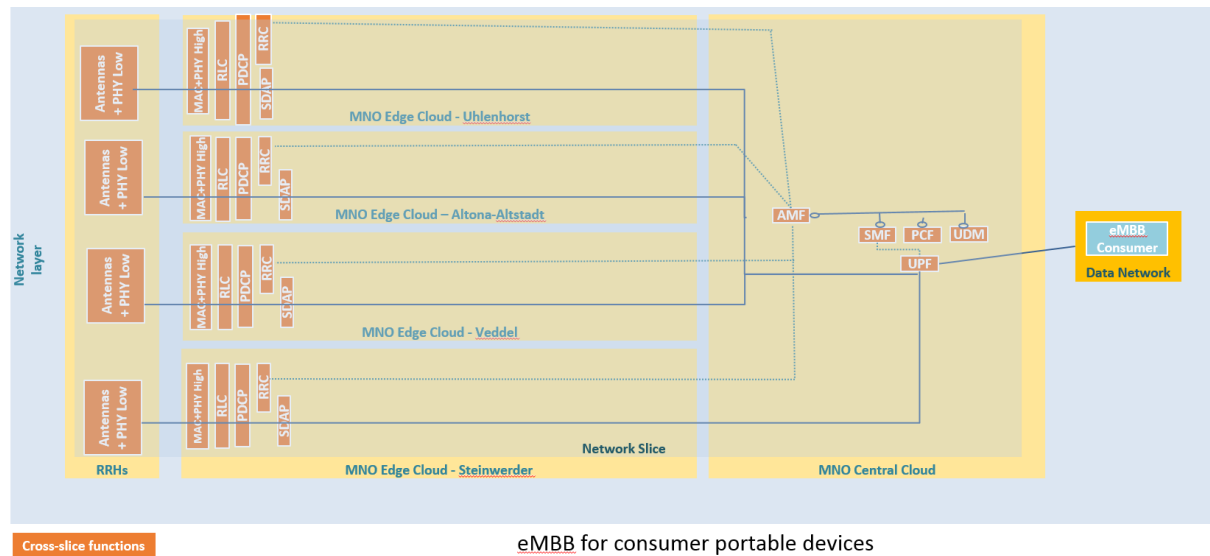 Network
layer
Antennas
+ PHY Low
MAC+PHY High
RLC
PDCP
RRC
SDAP
MNO Edge Cloud - Uhlenhorst
Antennas
+ PHY Low
MAC+PHY High
RLC
PDCP
RRC
SDAP
MNO Edge Cloud – Altona-Altstadt
Antennas
+ PHY Low
MAC+PHY High
RLC
PDCP
RRC
SDAP
MNO Edge Cloud - Veddel
Antennas
+ PHY Low
MAC+PHY High
RLC
PDCP
RRC
SDAP
AMF
SMF
PCF
UDM
UPF
eMBB
Consumer
Data Network
Network Slice
RRHs
MNO Edge Cloud - Steinwerder
MNO Central Cloud
Cross-slice functions
eMBB for consumer portable devices